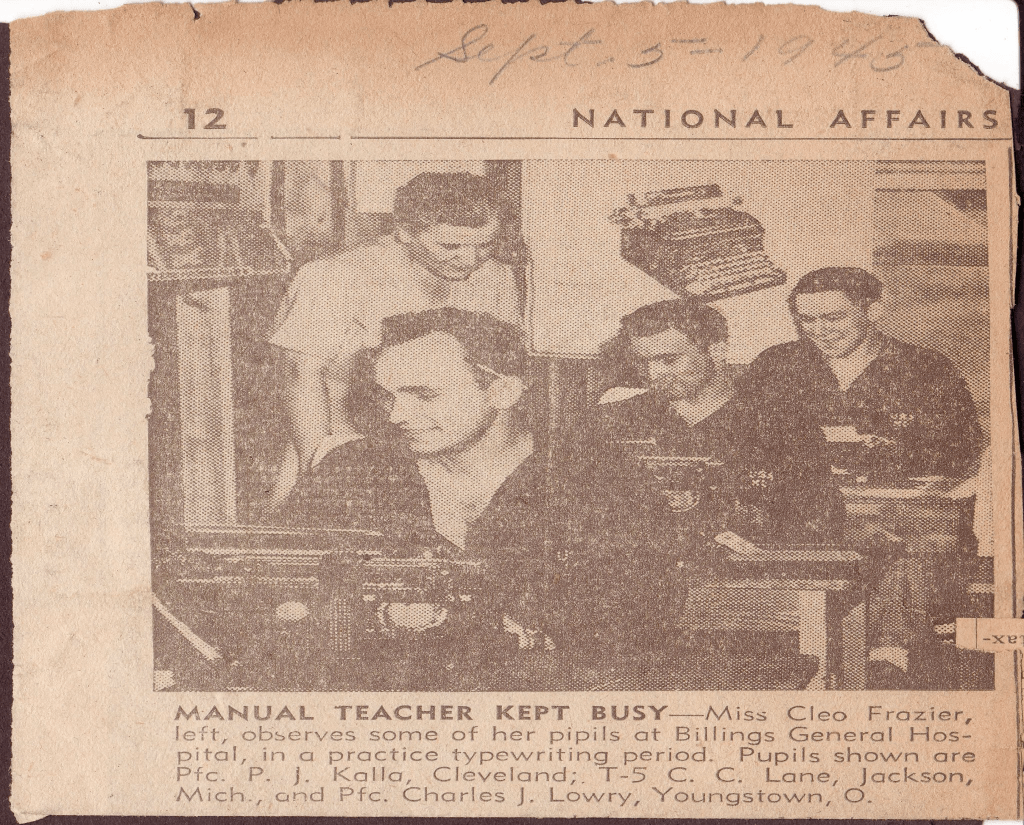 Sept. 5 - 1945
12 NATIONAL AFFAIRS
-xeʇ
MANUAL TEACHER KEPT BUSY—Miss Cleo Frazier,
left, observes some of her pipils at Billings General Hos-
pital, in a practice typewriting period. Pupils shown are
Pfc. P. J. Kalla, Cleveland; T-5 C. C. Lane, Jackson,
Mich., and Pfc. Charles J. Lowry, Youngstown, O.